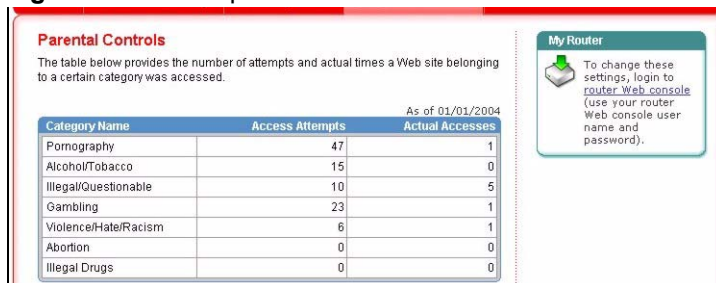 Parental Controls
The table below provides the number of attempts and actual times a Web site belonging
to a certain category was accessed.
As of 01/01/2004
Category Name Access Attempts Actual Accesses
Pornography 47 1
Alcohol/Tobacco 15 0
Illegal/Questionable 10 5
Gambling 23 1
Violence/Hate/Racism 6 1
Abortion 0 0
Illegal Drugs 0 0
My Router
To change these
settings, login to
router Web console
(use your router
Web console user
name and
password).